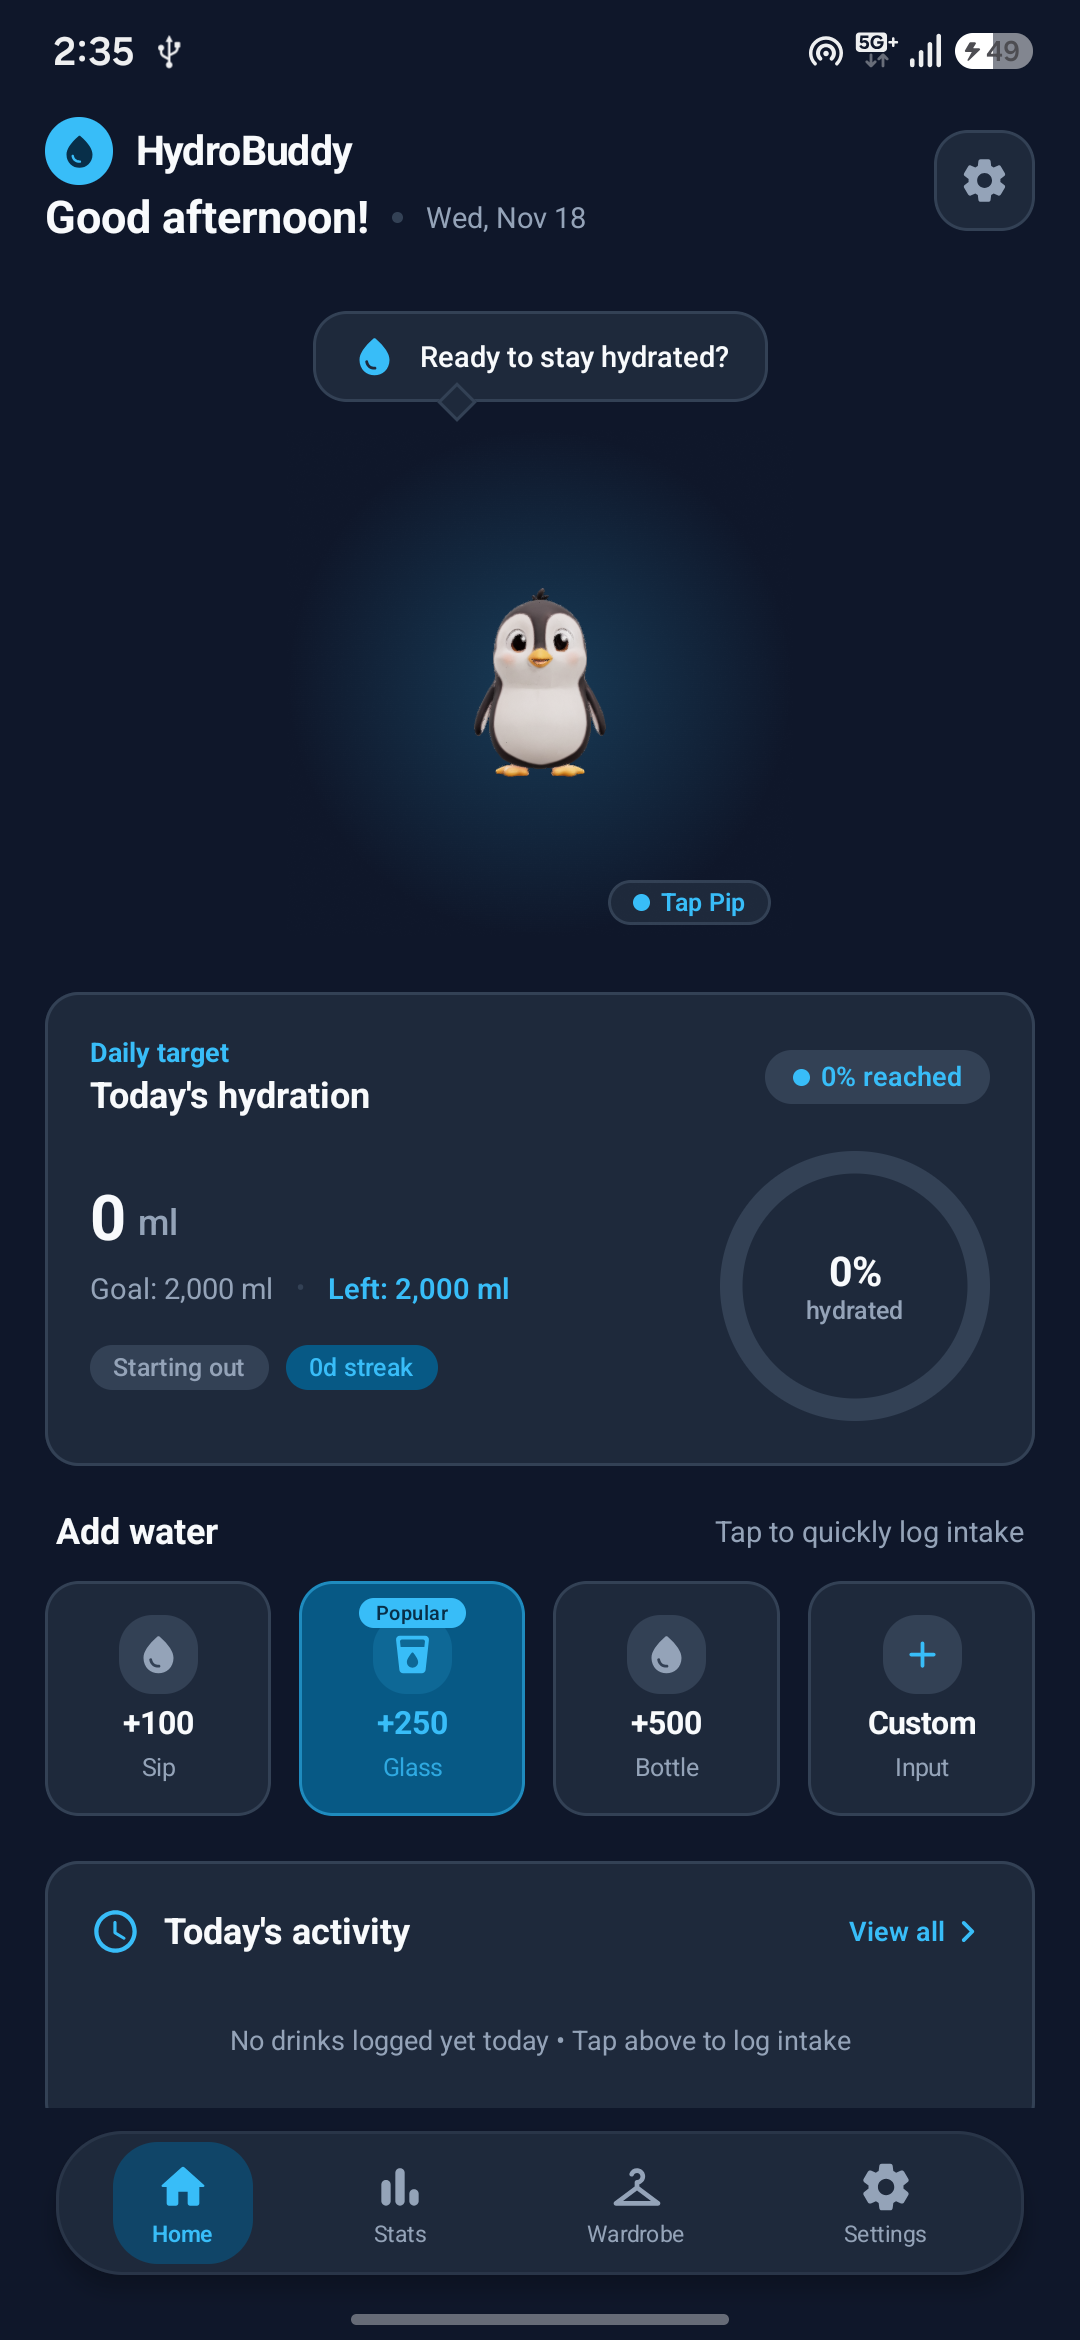 2:35
5G+
49
HydroBuddy
Good afternoon! • Wed, Nov 18
Ready to stay hydrated?
Tap Pip
Daily target
Today's hydration
0% reached
0 ml
Goal: 2,000 ml • Left: 2,000 ml
Starting out
0d streak
0%
hydrated
Add water
Tap to quickly log intake
Popular
+100
Sip
+250
Glass
+500
Bottle
Custom
Input
Today's activity
View all
No drinks logged yet today • Tap above to log intake
Home
Stats
Wardrobe
Settings